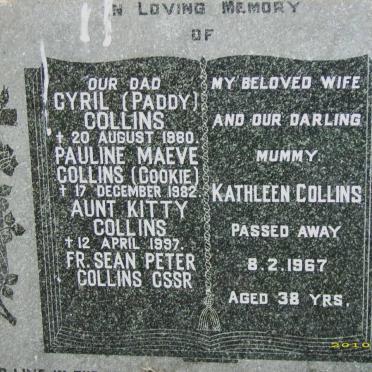 IN LOVING MEMORY
OF
OUR DAD
CYRIL (PADDY)
COLLINS
† 20 AUGUST 1980.
PAULINE MAEVE
COLLINS (COOKIE)
† 17 DECEMBER 1982.
AUNT KITTY
COLLINS
† 12 APRIL 1997.
FR. SEAN PETER
COLLINS CSSR
MY BELOVED WIFE
AND OUR DARLING
MUMMY.
KATHLEEN COLLINS
PASSED AWAY
8.2.1967
AGED 38 YRS.
2010
LIVE IN